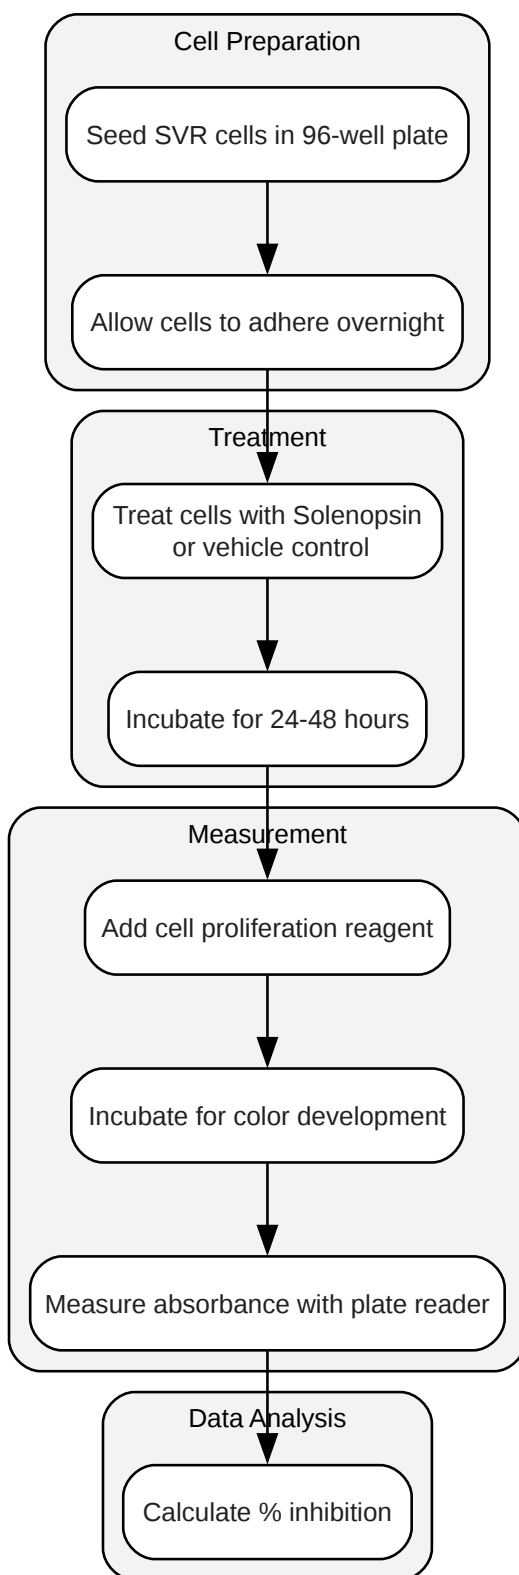 Cell Preparation
Seed SVR cells in 96-well plate
Allow cells to adhere overnight
Treatment
Treat cells with Solenopsin
or vehicle control
Incubate for 24-48 hours
Measurement
Add cell proliferation reagent
Incubate for color development
Measure absorbance with plate reader
Data Analysis
Calculate % inhibition